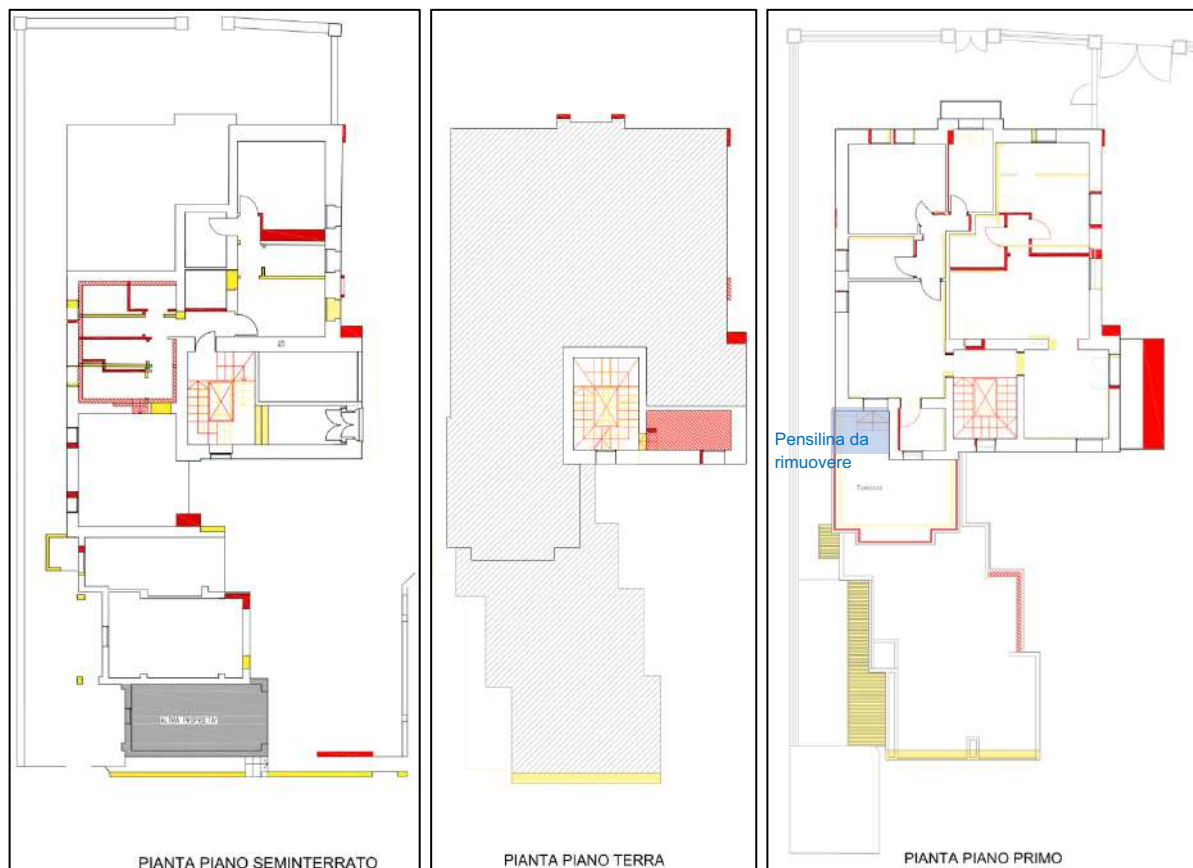 ALTRA PROPRIETA'
PIANTA PIANO SEMINTERRATO
PIANTA PIANO TERRA
Pensilina da
rimuovere
Terrazzo
PIANTA PIANO PRIMO